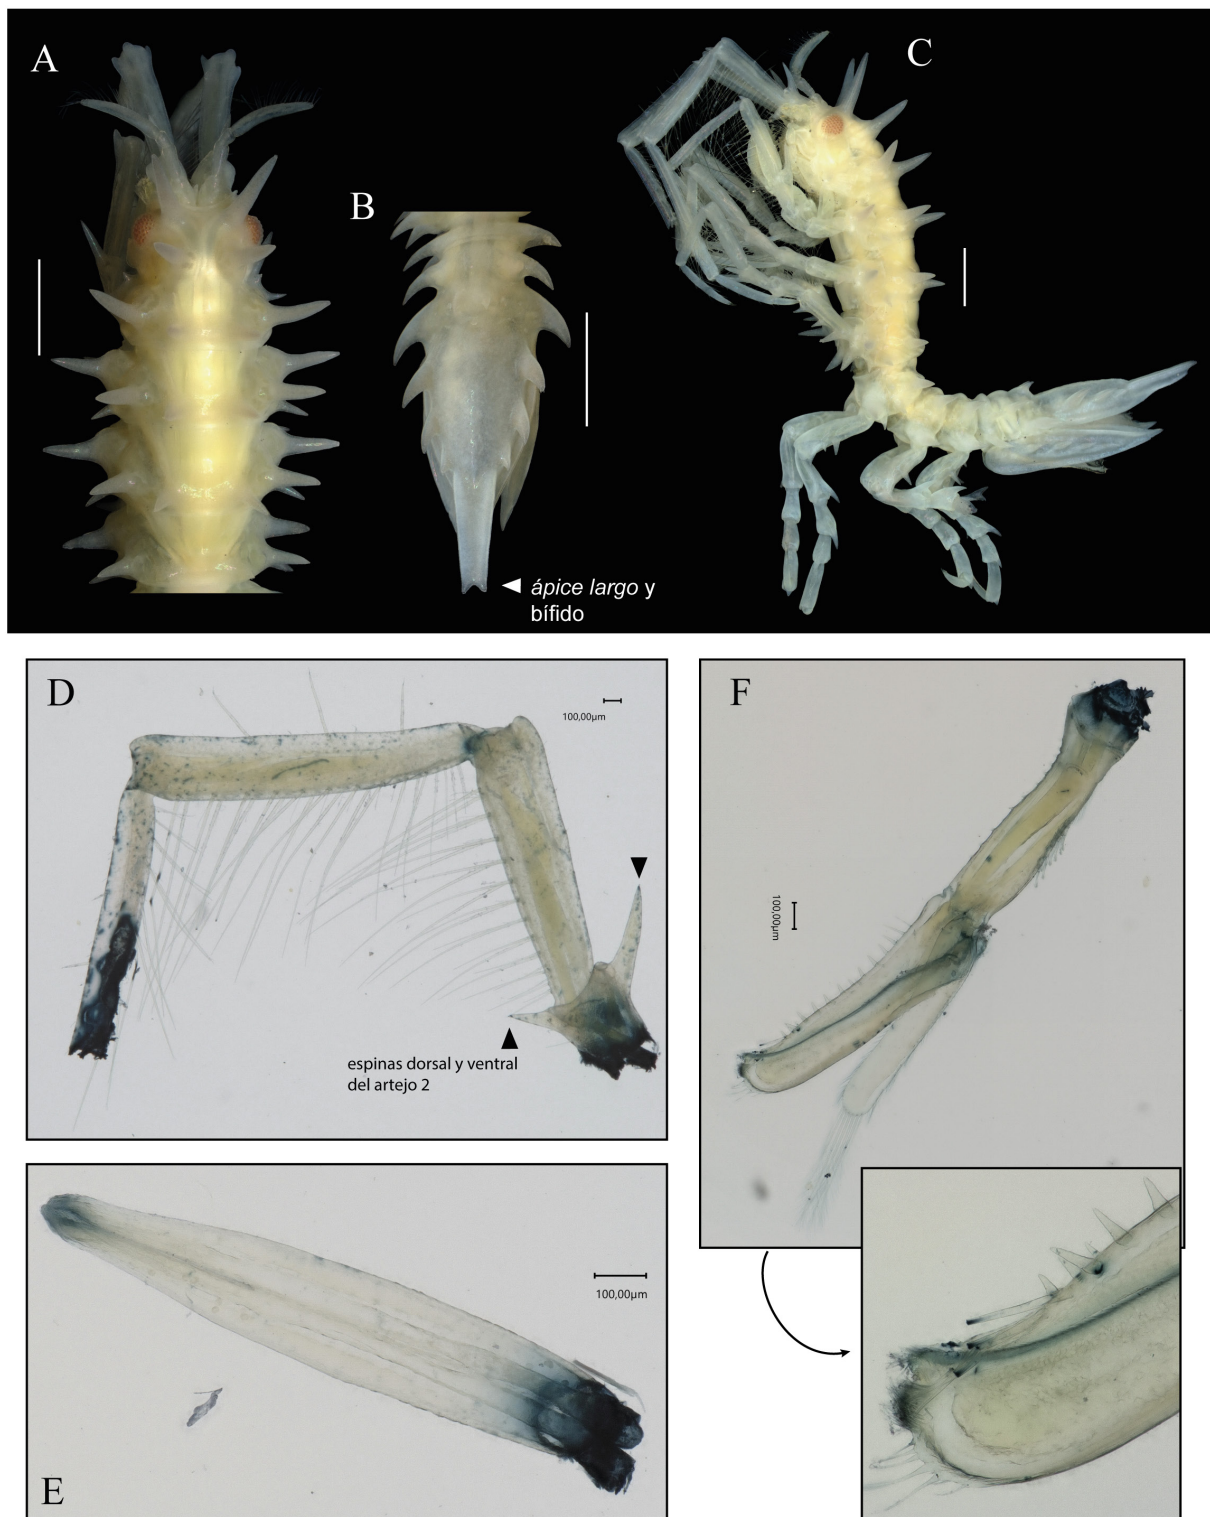 A
B
C
ápice largo y
bífido
D
100,00µm
espinas dorsal y ventral
del artejo 2
E
100,00µm
F
100,00µm